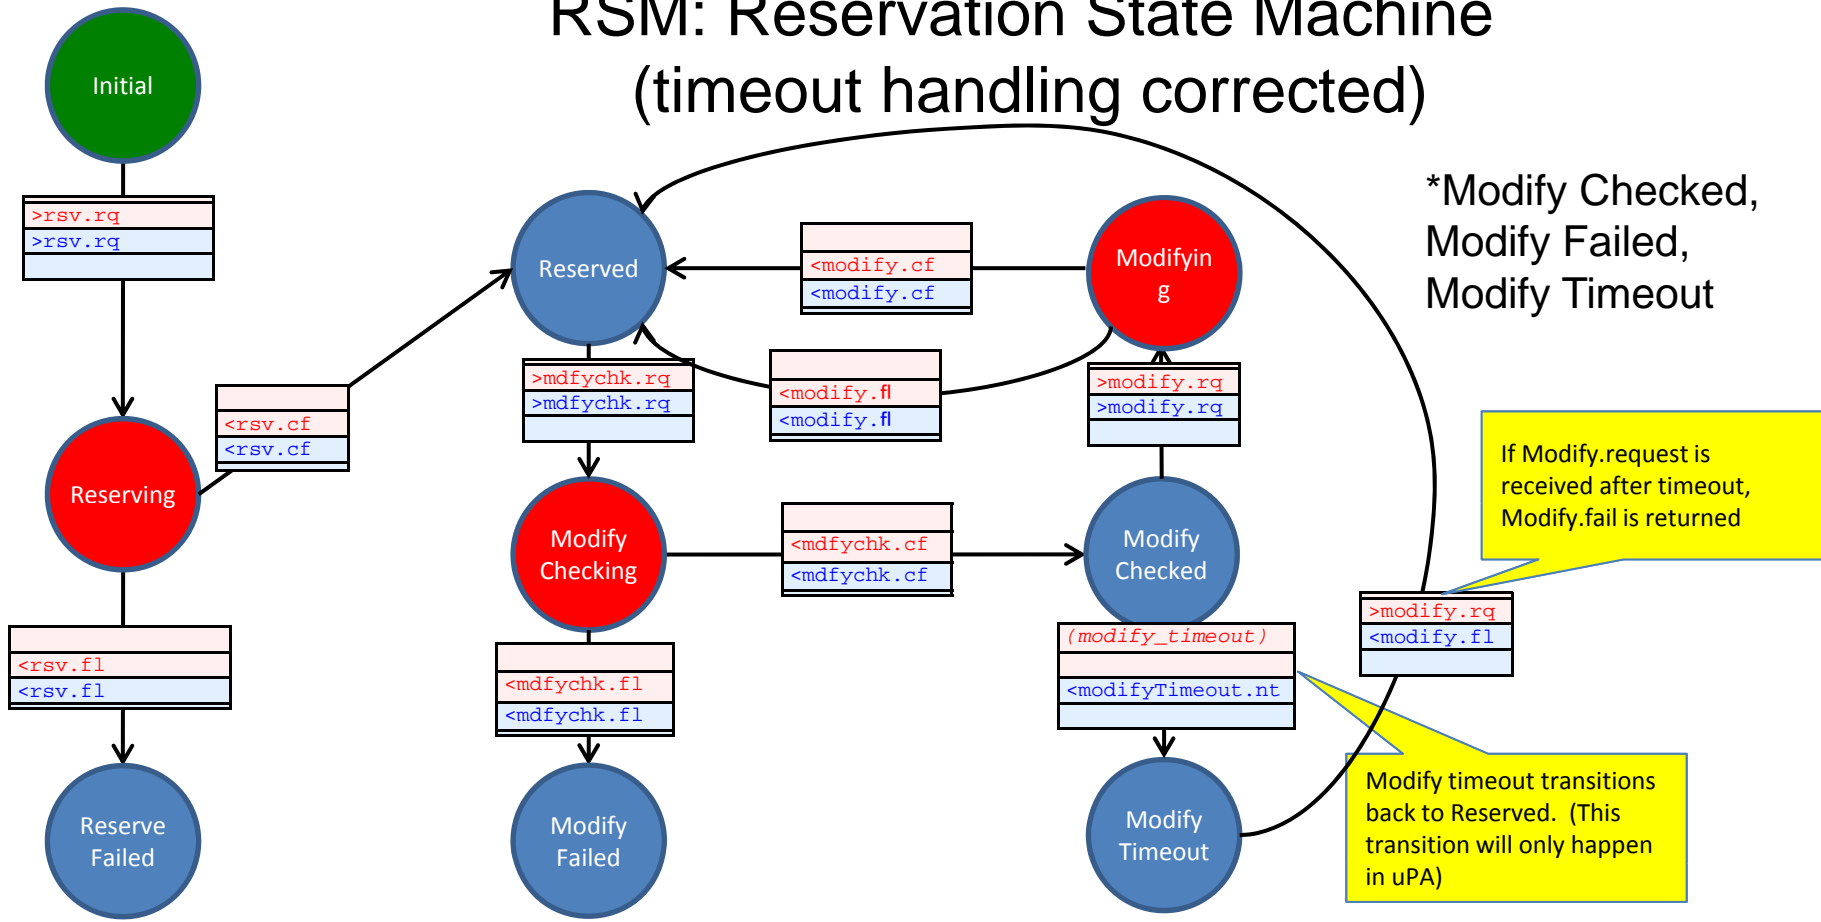 RSM: Reservation State Machine
(timeout handling corrected)
Initial
>rsv.rq
>rsv.rq
*Modify Checked,
Modify Failed,
Modify Timeout
Reserved
<modify.cf
<modify.cf
Modifyin
g
>mdfychk.rq
>mdfychk.rq
<modify.fl
<modify.fl
>modify.rq
>modify.rq
<rsv.cf
<rsv.cf
Reserving
If Modify.request is
received after timeout,
Modify.fail is returned
Modify
Checking
<mdfychk.cf
<mdfychk.cf
Modify
Checked
>modify.rq
<modify.fl
<rsv.fl
<rsv.fl
<mdfychk.fl
<mdfychk.fl
(modify_timeout)
<modifyTimeout.nt
Modify timeout transitions
back to Reserved.  (This
transition will only happen
in uPA)
Reserve
Failed
Modify
Failed
Modify
Timeout